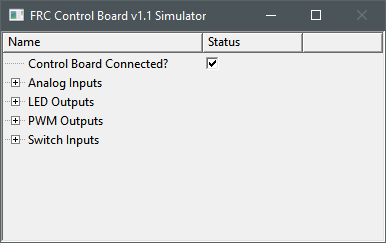 FRC Control Board v1.1 Simulator
Name Status
Control Board Connected?
Analog Inputs
LED Outputs
PWM Outputs
Switch Inputs